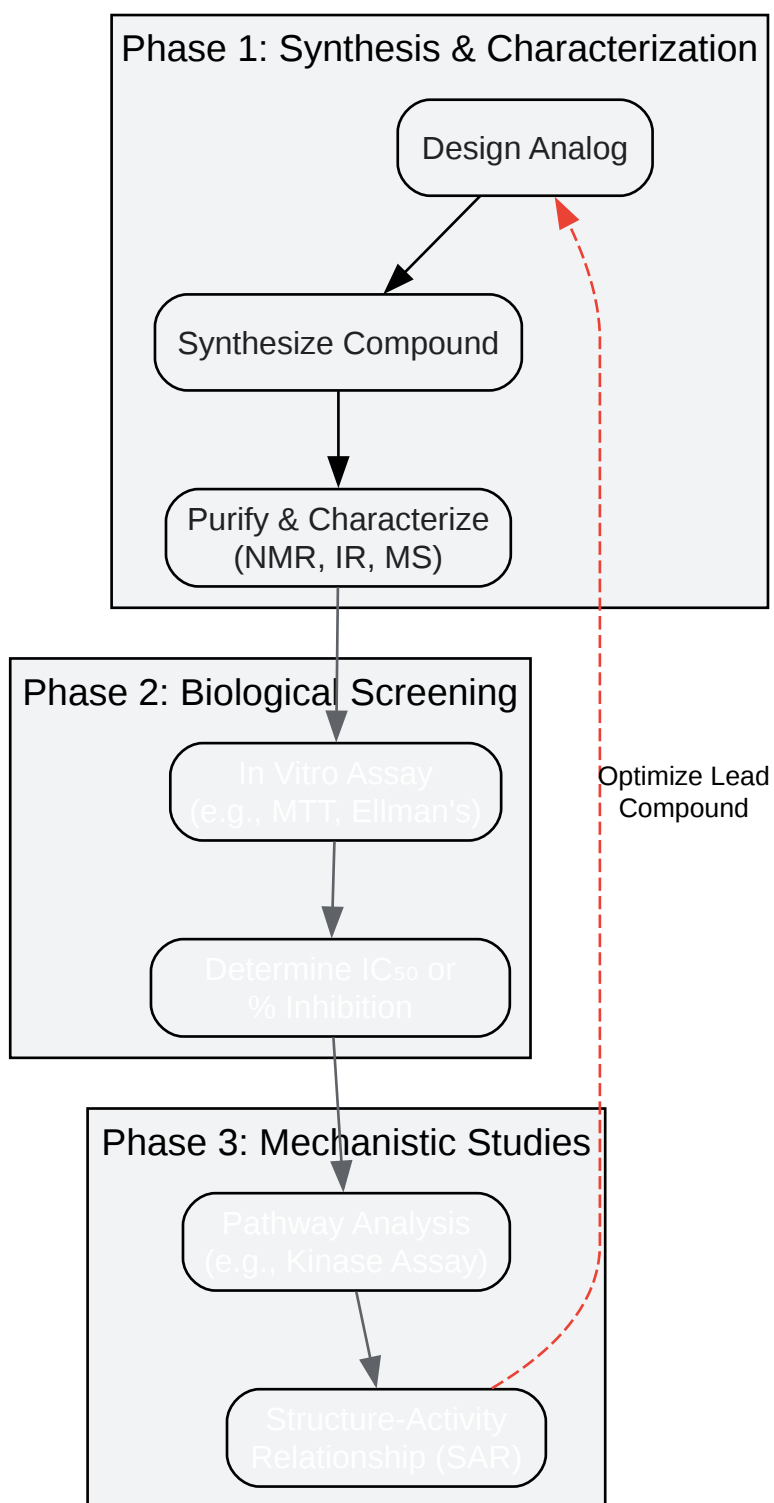 Phase 1: Synthesis & Characterization
Design Analog
Synthesize Compound
Purify & Characterize
(NMR, IR, MS)
Phase 2: Biological Screening
In Vitro Assay
(e.g., MTT, Ellman's)
Optimize Lead
Compound
Determine IC₅₀ or
% Inhibition
Phase 3: Mechanistic Studies
Pathway Analysis
(e.g., Kinase Assay)
Structure-Activity
Relationship (SAR)